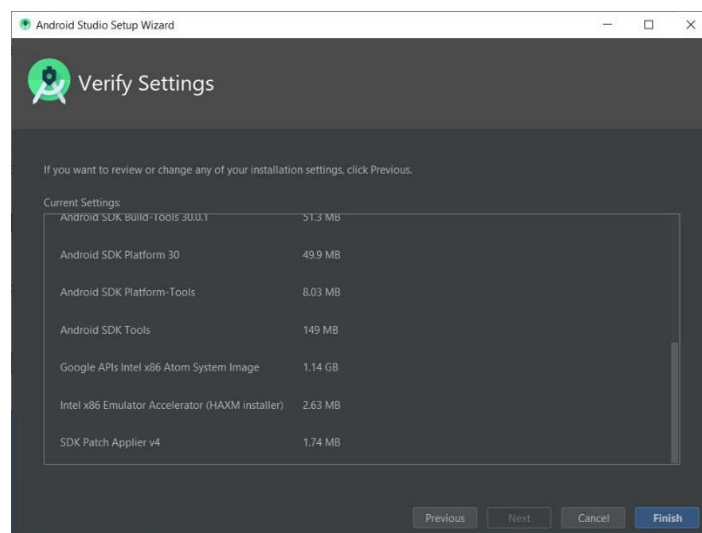 Android Studio Setup Wizard
Verify Settings
If you want to review or change any of your installation settings, click Previous.
Current Settings:
Android SDK Build-Tools 30.0.1 51.3 MB
Android SDK Platform 30 49.9 MB
Android SDK Platform-Tools 8.03 MB
Android SDK Tools 149 MB
Google APIs Intel x86 Atom System Image 1.14 GB
Intel x86 Emulator Accelerator (HAXM installer) 2.63 MB
SDK Patch Applier v4 1.74 MB
Previous Next Cancel Finish